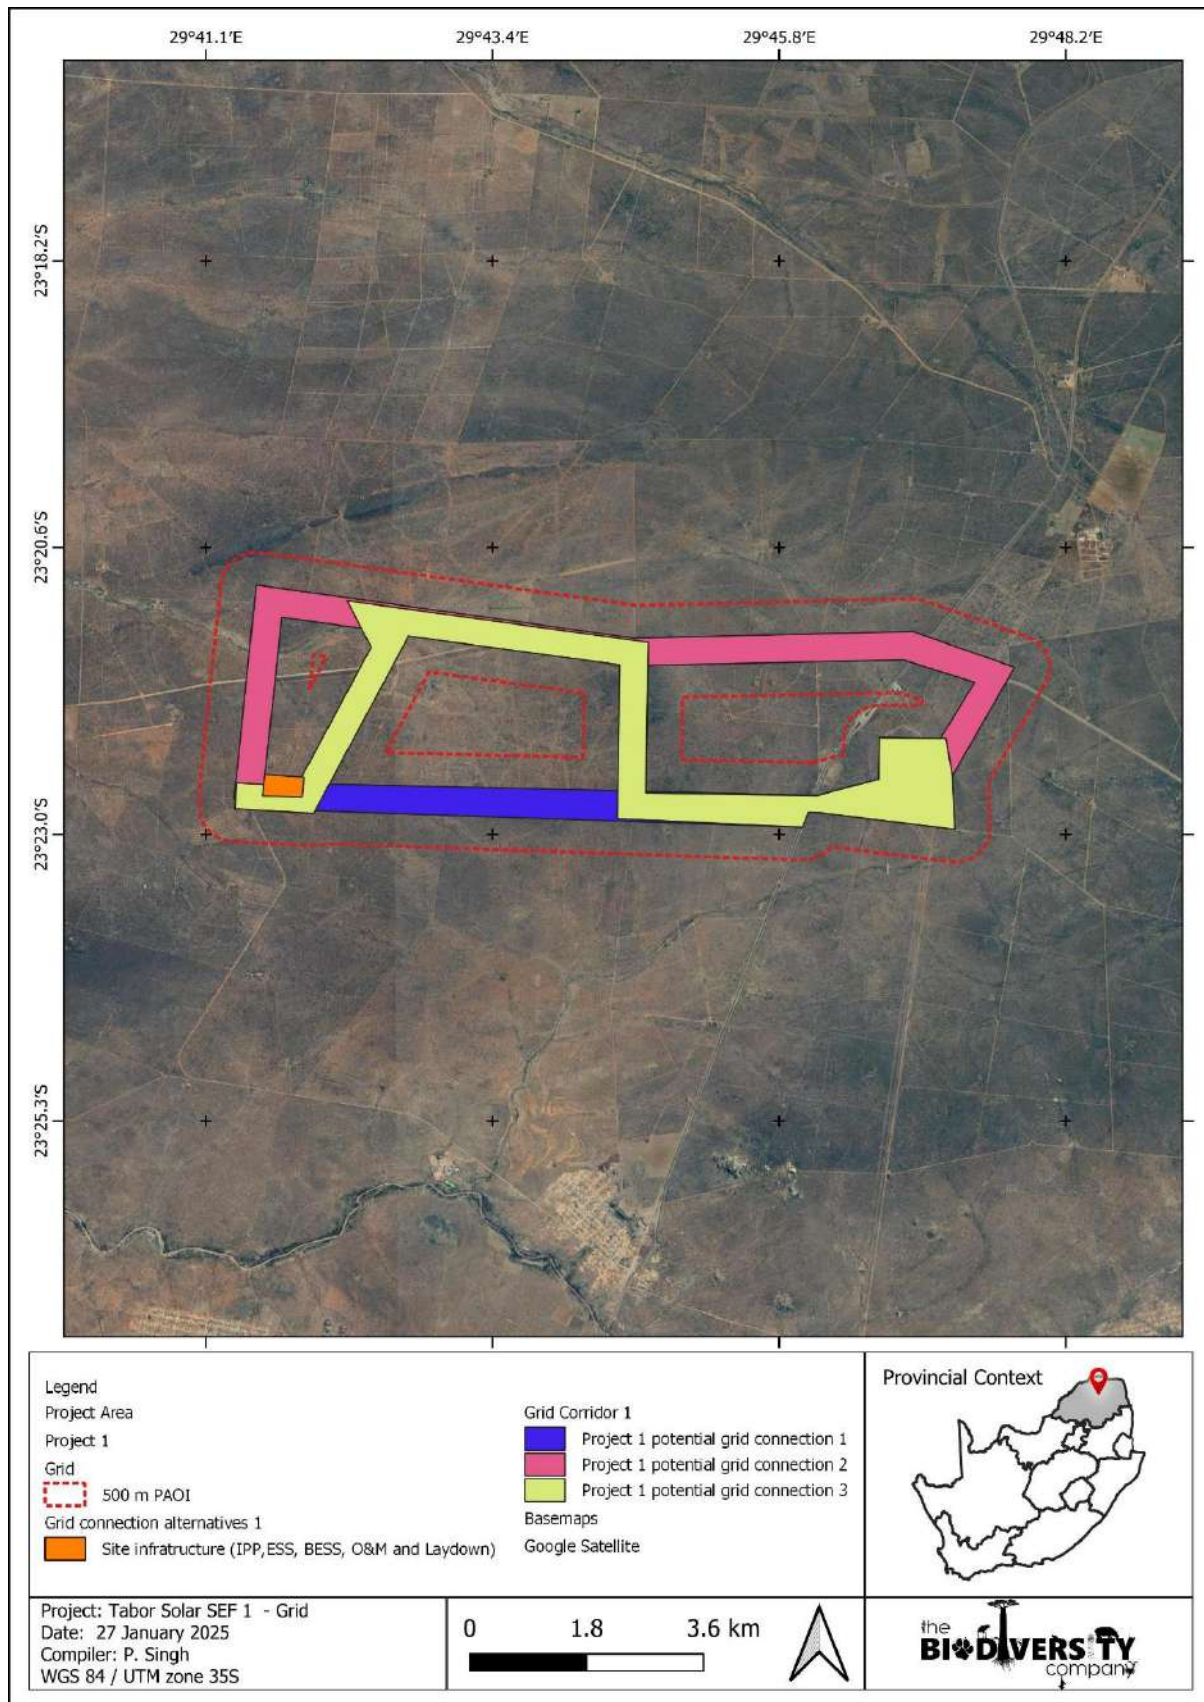 29°41.1'E
29°43.4'E
29°45.8'E
29°48.2'E
23°18.2'S
23°20.6'S
23°23.0'S
23°25.3'S
Legend
Project Area
Project 1
Grid
500 m PAOI
Grid connection alternatives 1
Site infratructure (IPP,ESS, BESS, O&M and Laydown)
Grid Corridor 1
Project 1 potential grid connection 1
Project 1 potential grid connection 2
Project 1 potential grid connection 3
Basemaps
Google Satellite
Provincial Context
Project: Tabor Solar SEF 1 - Grid
Date: 27 January 2025
Compiler: P. Singh
WGS 84 / UTM zone 35S
0 1.8 3.6 km
the
BIODIVERSITY
company